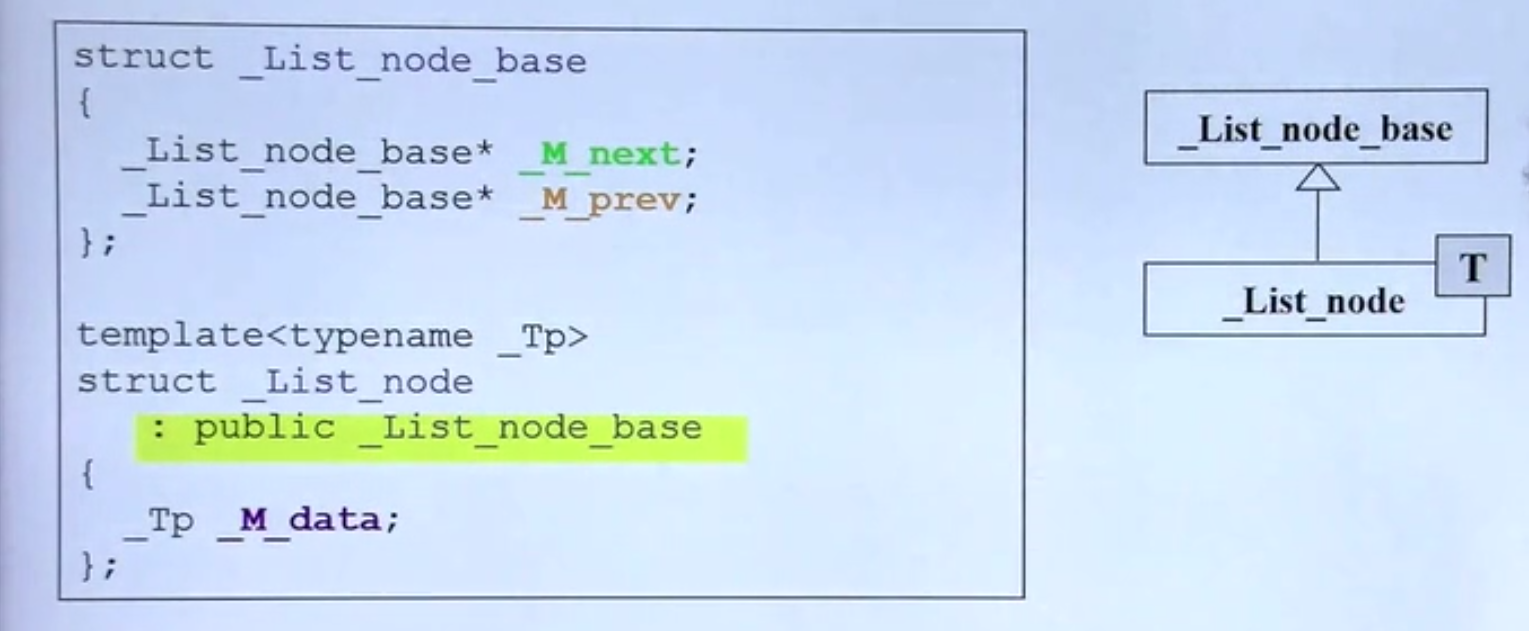 struct _List_node_base
{
_List_node_base* _M_next;
_List_node_base* _M_prev;
};
template<typename _Tp>
struct _List_node
: public _List_node_base
{
_Tp _M_data;
};
_List_node_base
T
_List_node